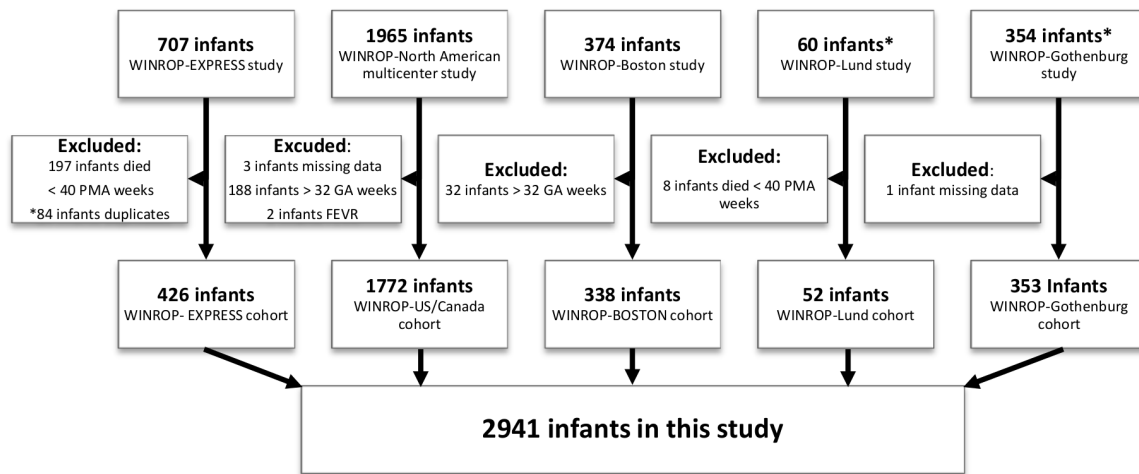 707 infants
WINROP-EXPRESS study
1965 infants
WINROP-North American
multicenter study
374 infants
WINROP-Boston study
60 infants*
WINROP-Lund study
354 infants*
WINROP-Gothenburg
study
Excluded:
197 infants died
< 40 PMA weeks
*84 infants duplicates
Excuded:
3 infants missing data
188 infants > 32 GA weeks
2 infants FEVR
Excluded:
32 infants > 32 GA weeks
Excluded:
8 infants died < 40 PMA
weeks
Excluded:
1 infant missing data
426 infants
WINROP- EXPRESS cohort
1772 infants
WINROP-US/Canada
cohort
338 infants
WINROP-BOSTON cohort
52 infants
WINROP-Lund cohort
353 Infants
WINROP-Gothenburg
cohort
2941 infants in this study